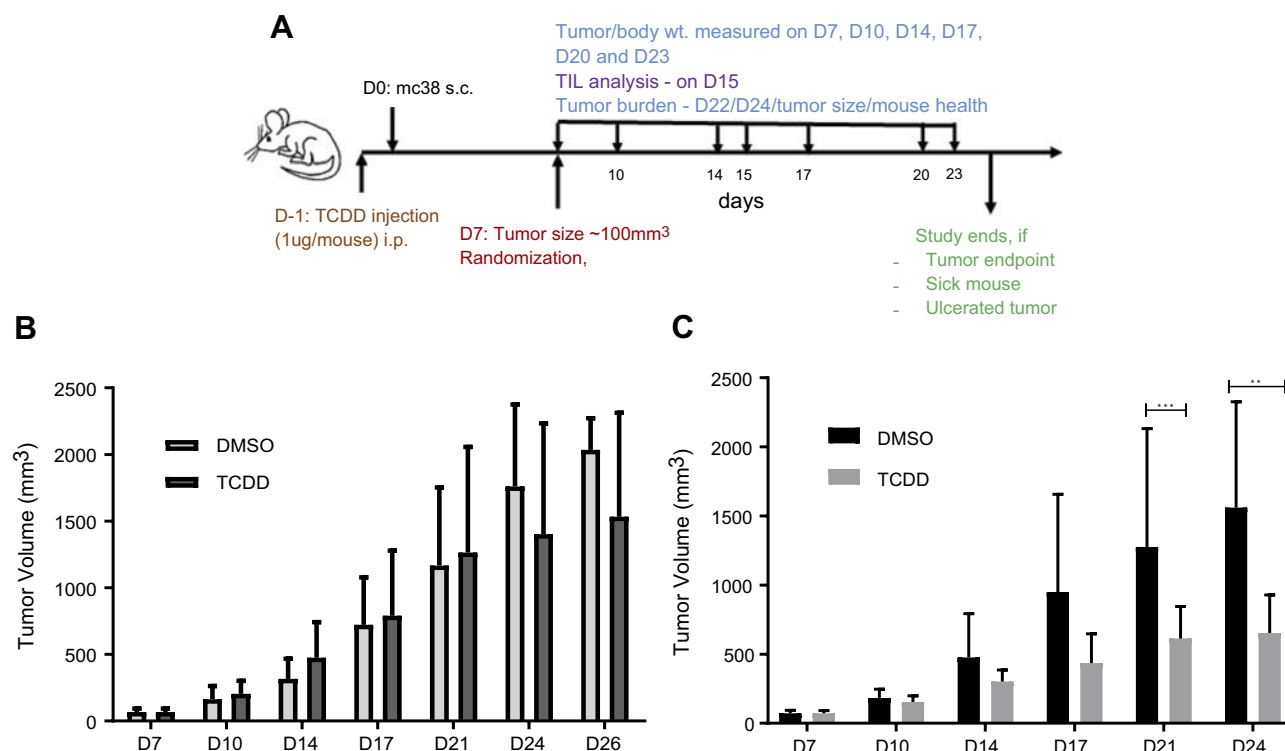 A
Tumor/body wt. measured on D7, D10, D14, D17,
D20 and D23
TIL analysis - on D15
Tumor burden - D22/D24/tumor size/mouse health
D0: mc38 s.c.
10 14 15 17 20 23
days
D-1: TCDD injection
(1ug/mouse) i.p.
D7: Tumor size ~100mm³
Randomization,
Study ends, if
- Tumor endpoint
- Sick mouse
- Ulcerated tumor
B
Tumor Volume (mm³)
2500
2000
1500
1000
500
0
DMSO
TCDD
D7 D10 D14 D17 D21 D24 D26
C
Tumor Volume (mm³)
2500
2000
1500
1000
500
0
DMSO
TCDD
***
**
D7 D10 D14 D17 D21 D24